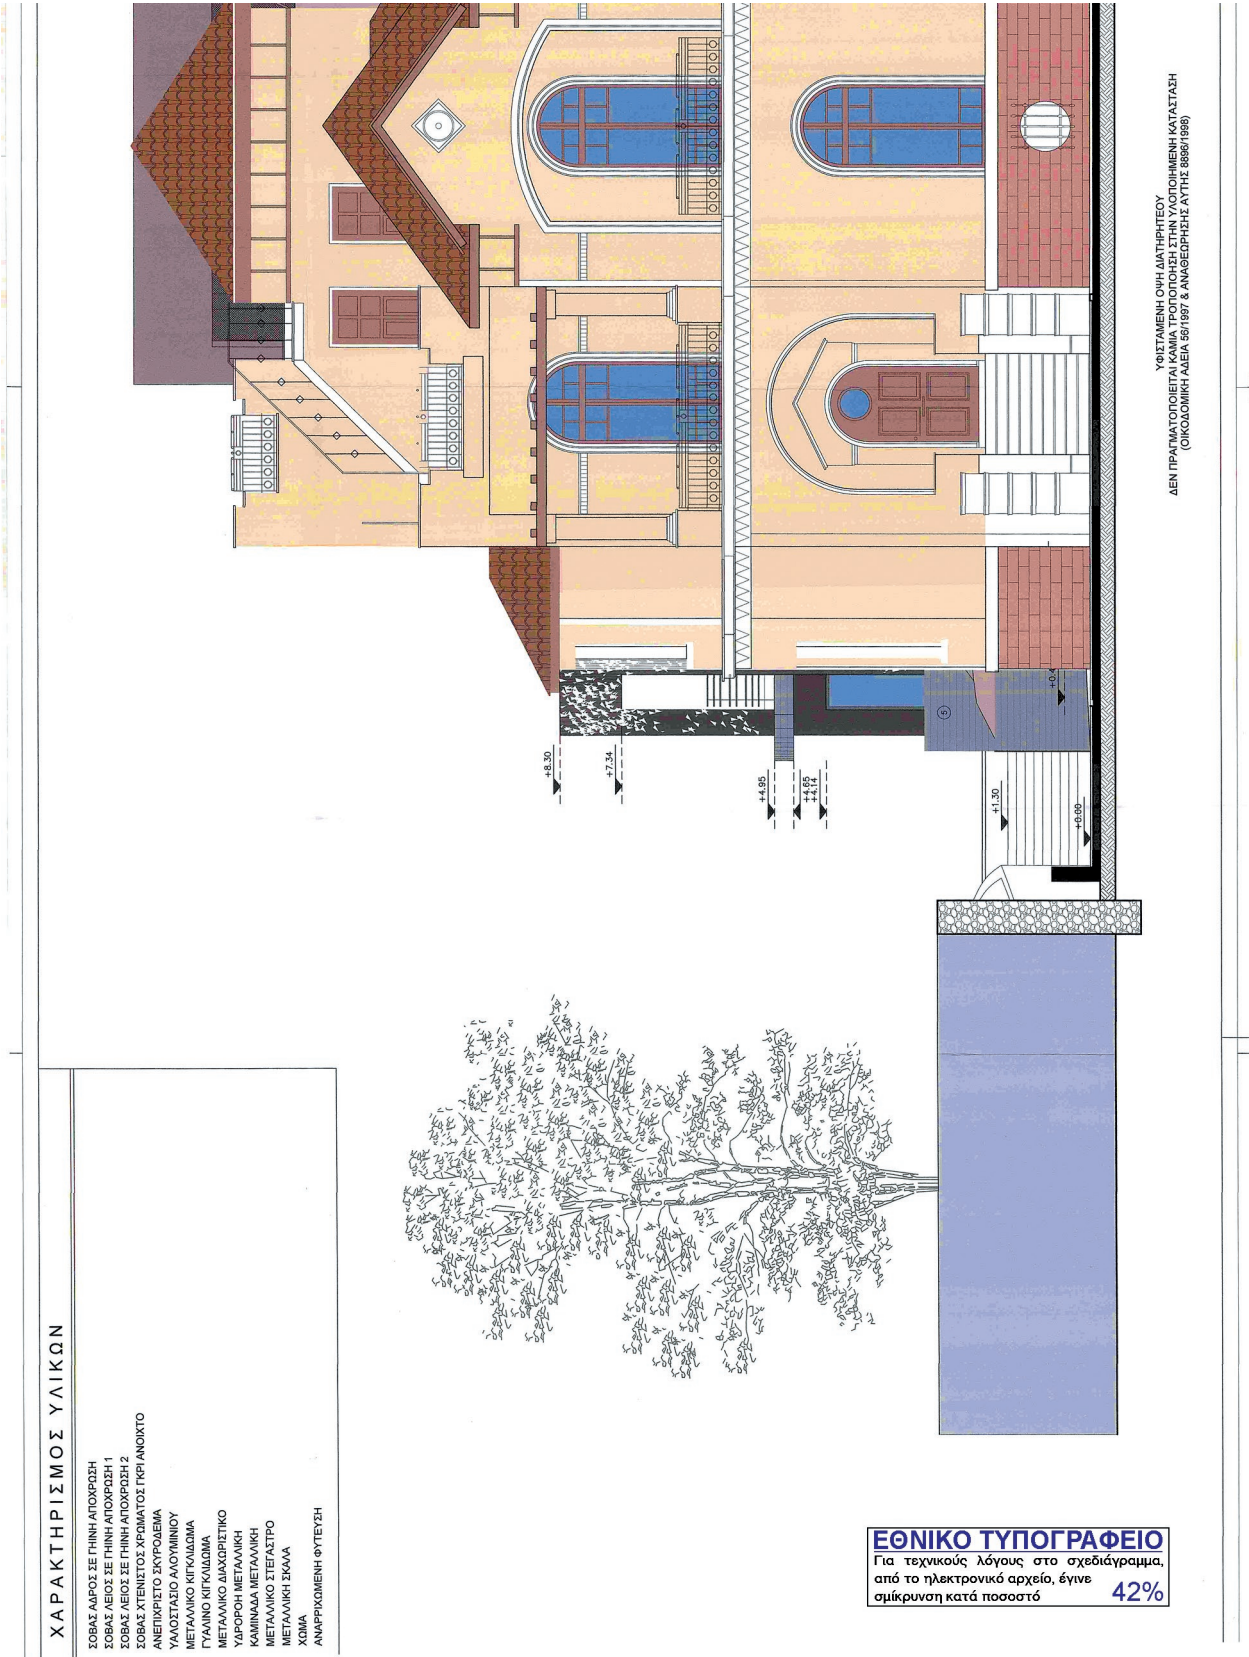 ΧΑΡΑΚΤΗΡΙΣΜΟΣ ΥΛΙΚΩΝ
ΣΟΒΑΣ ΑΔΡΟΣ ΣΕ ΓΗΙΝΗ ΑΠΟΧΡΩΣΗ
ΣΟΒΑΣ ΛΕΙΟΣ ΣΕ ΓΗΙΝΗ ΑΠΟΧΡΩΣΗ 1
ΣΟΒΑΣ ΛΕΙΟΣ ΣΕ ΓΗΙΝΗ ΑΠΟΧΡΩΣΗ 2
ΣΟΒΑΣ ΧΤΕΝΙΣΤΟΣ ΧΡΩΜΑΤΟΣ ΓΚΡΙ ΑΝΟΙΧΤΟ
ΑΝΕΠΙΧΡΙΣΤΟ ΣΚΥΡΟΔΕΜΑ
ΥΑΛΟΣΤΑΣΙΟ ΑΛΟΥΜΙΝΙΟΥ
ΜΕΤΑΛΛΙΚΟ ΚΙΓΚΛΙΔΩΜΑ
ΓΥΑΛΙΝΟ ΚΙΓΚΛΙΔΩΜΑ
ΜΕΤΑΛΛΙΚΟ ΔΙΑΧΩΡΙΣΤΙΚΟ
ΥΔΡΟΡΟΗ ΜΕΤΑΛΛΙΚΗ
ΚΑΜΙΝΑΔΑ ΜΕΤΑΛΛΙΚΗ
ΜΕΤΑΛΛΙΚΟ ΣΤΕΓΑΣΤΡΟ
ΜΕΤΑΛΛΙΚΗ ΣΚΑΛΑ
ΧΩΜΑ
ΑΝΑΡΡΙΧΩΜΕΝΗ ΦΥΤΕΥΣΗ
+8.30
+7.34
+4.95
+4.65
+4.14
+1.30
+0.00
5
ΥΦΙΣΤΑΜΕΝΗ ΟΨΗ ΔΙΑΤΗΡΗΤΕΟΥ
ΔΕΝ ΠΡΑΓΜΑΤΟΠΟΙΕΙΤΑΙ ΚΑΜΙΑ ΤΡΟΠΟΠΟΙΗΣΗ ΣΤΗΝ ΥΛΟΠΟΙΗΜΕΝΗ ΚΑΤΑΣΤΑΣΗ
(ΟΙΚΟΔΟΜΙΚΗ ΑΔΕΙΑ 56/1997 & ΑΝΑΘΕΩΡΗΣΗΣ ΑΥΤΗΣ 8896/1998)
ΕΘΝΙΚΟ ΤΥΠΟΓΡΑΦΕΙΟ
Για τεχνικούς λόγους στο σχεδιάγραμμα,
από το ηλεκτρονικό αρχείο, έγινε
σμίκρυνση κατά ποσοστό 42%